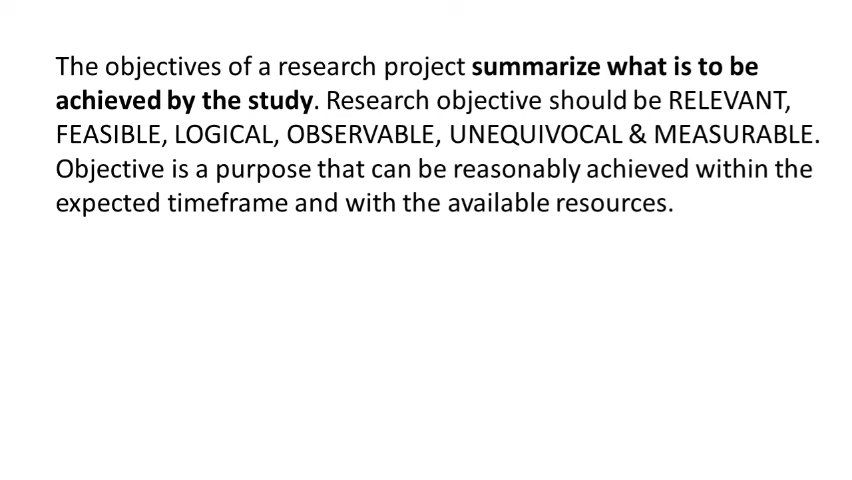 The objectives of a research project summarize what is to be
achieved by the study. Research objective should be RELEVANT,
FEASIBLE, LOGICAL, OBSERVABLE, UNEQUIVOCAL & MEASURABLE.
Objective is a purpose that can be reasonably achieved within the
expected timeframe and with the available resources.